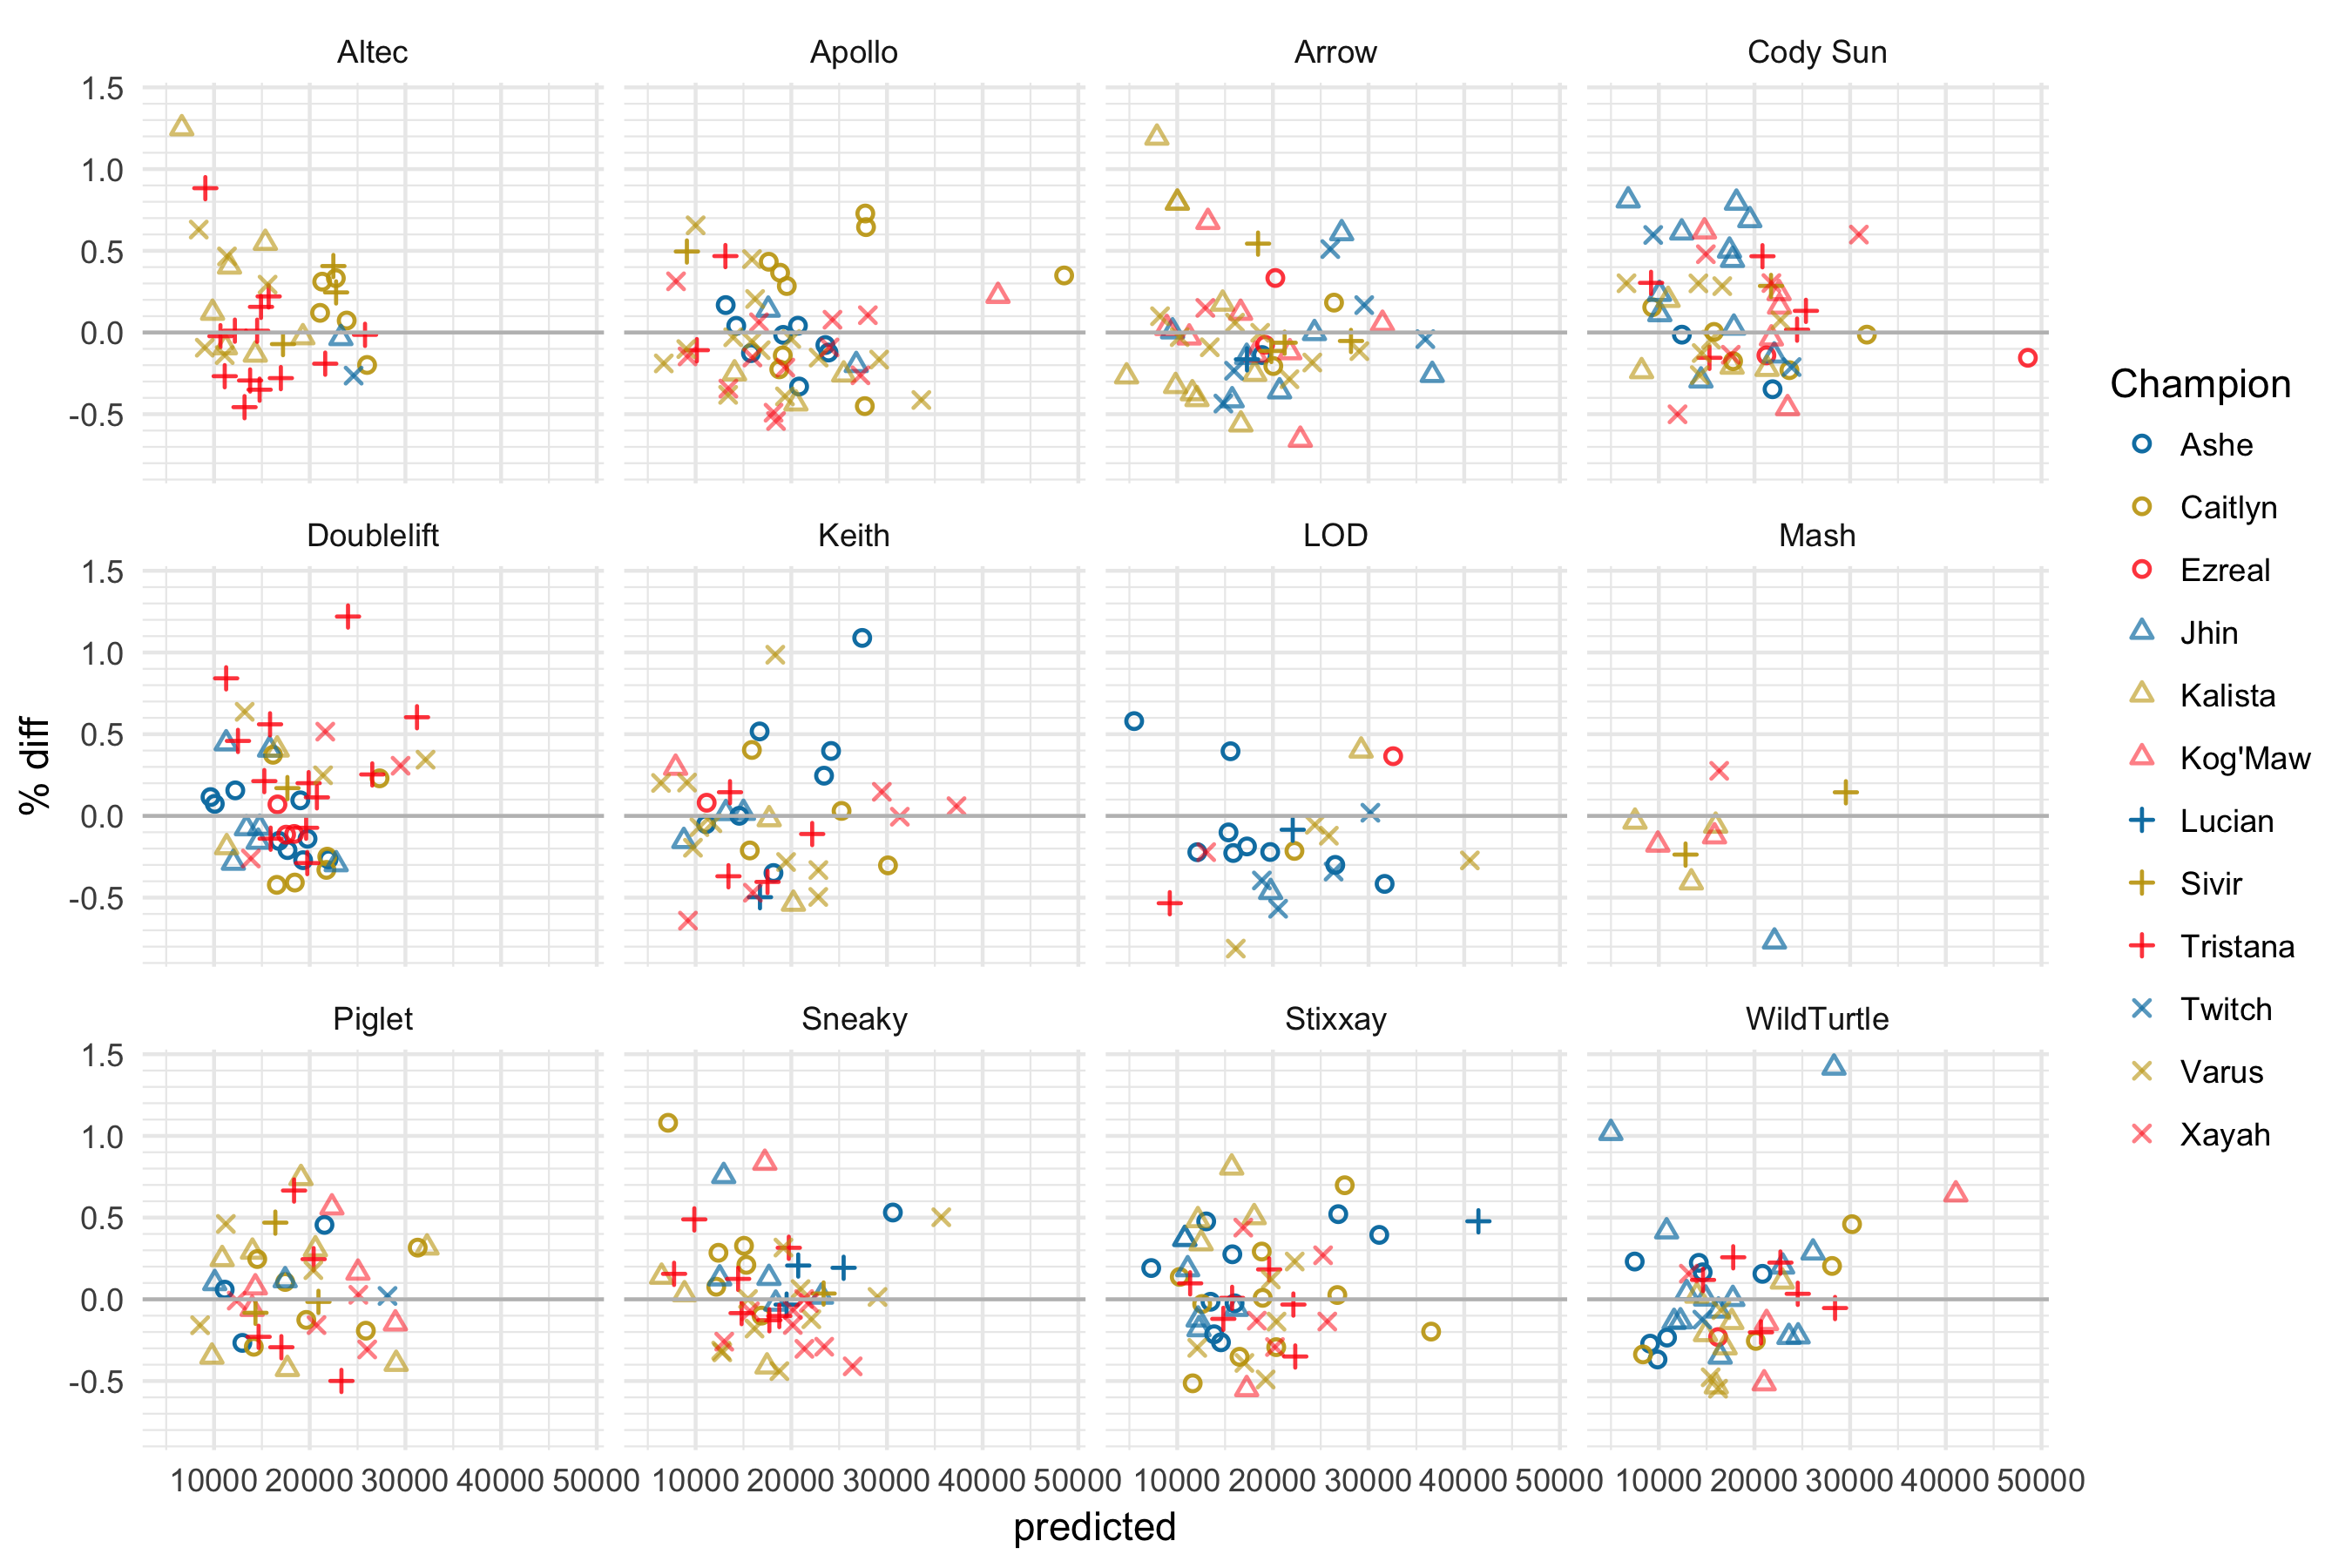 Altec Apollo Arrow Cody Sun
1.5
1.0
0.5
0.0
-0.5
Doublelift Keith LOD Mash
1.5
1.0
0.5
0.0
-0.5
Piglet Sneaky Stixxay WildTurtle
1.5
1.0
0.5
0.0
-0.5
10000 20000 30000 40000 50000 10000 20000 30000 40000 50000 10000 20000 30000 40000 50000 10000 20000 30000 40000 50000
predicted
% diff
Champion
Ashe
Caitlyn
Ezreal
Jhin
Kalista
Kog'Maw
Lucian
Sivir
Tristana
Twitch
Varus
Xayah